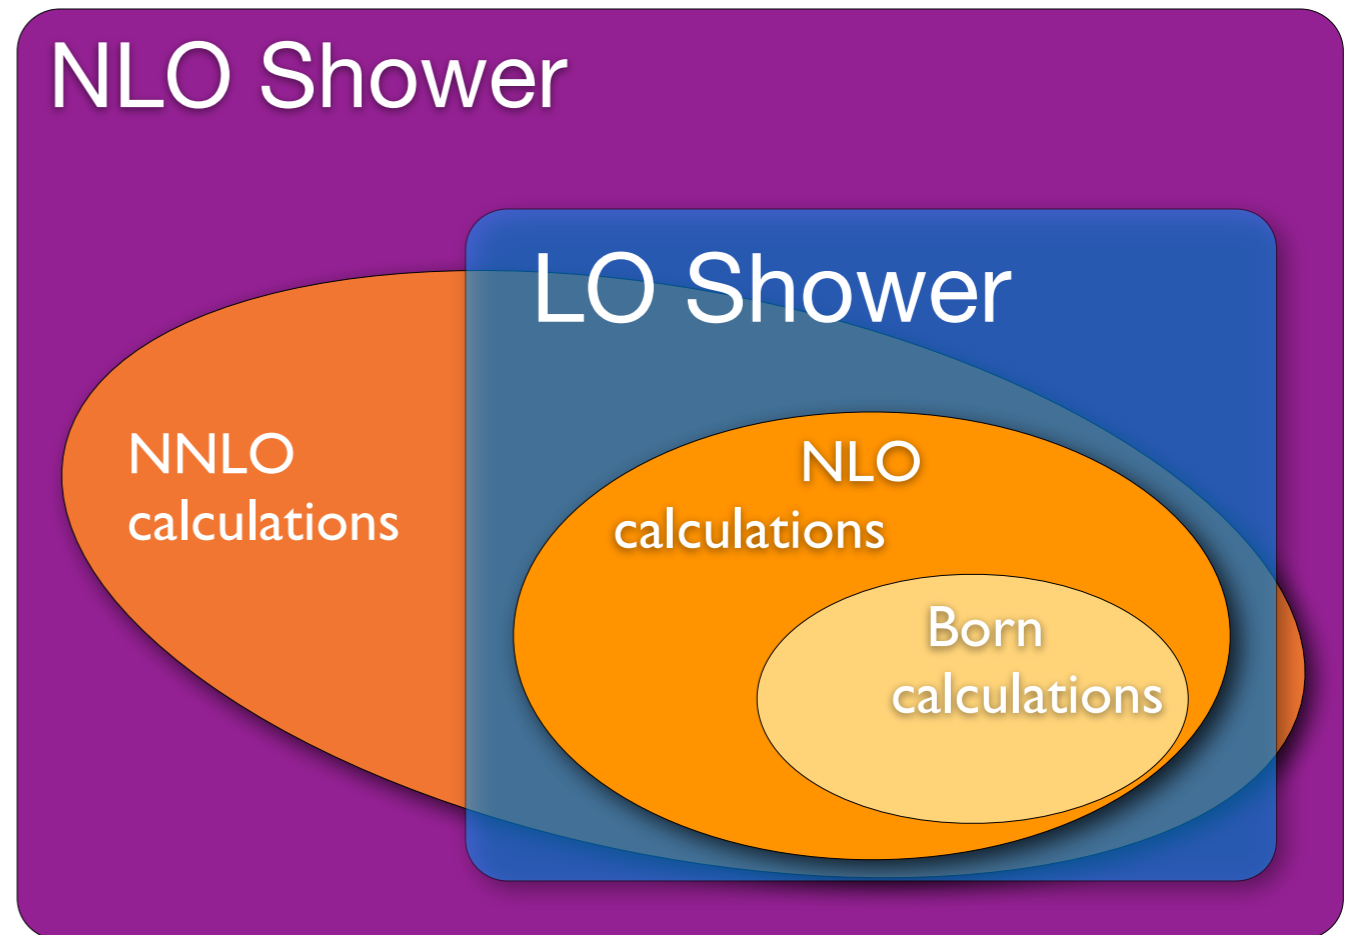 NLO Shower
LO Shower
NNLO
calculations
NLO
calculations
Born
calculations